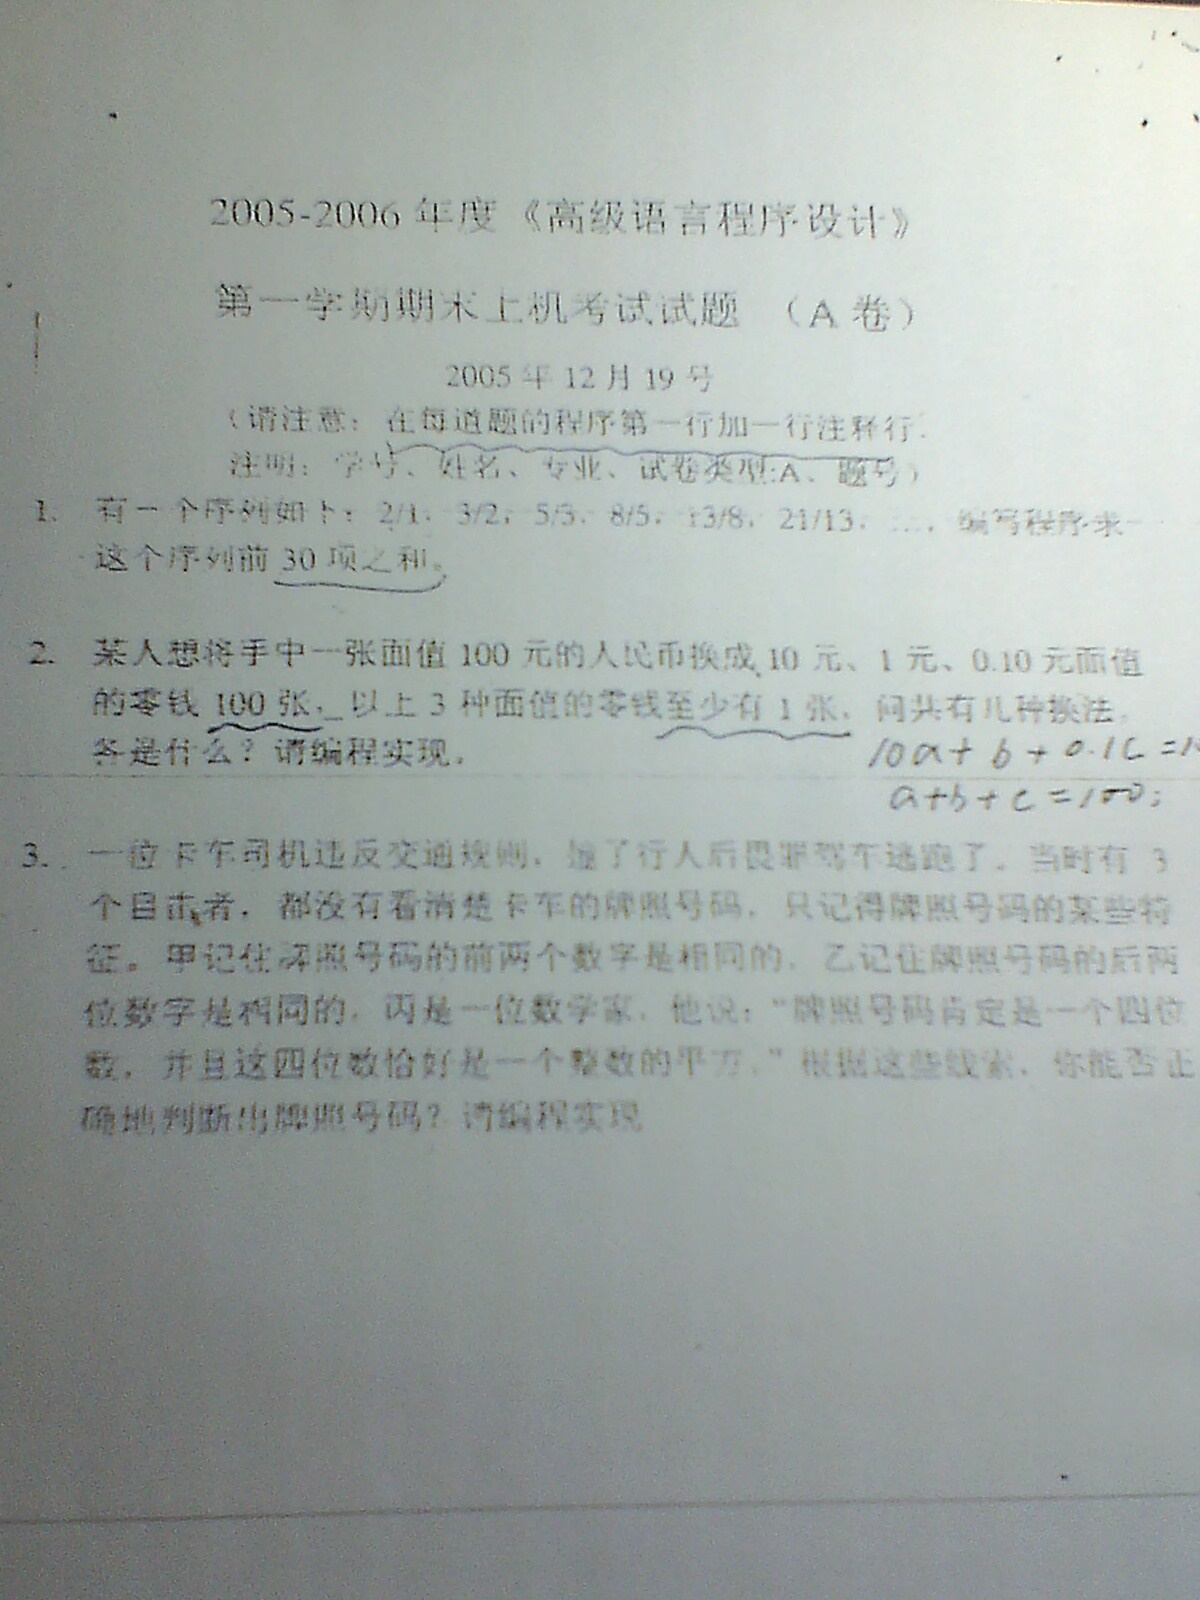 2005-2006 年度《高级语言程序设计》
第一学期期末上机考试试题 （A 卷）
2005 年 12 月 19 号
（请注意：在每道题的程序第一行加一行注释行，
注明：学号、姓名、专业、试卷类型:A、题号）
1. 有一个序列如下：2/1，3/2，5/3，8/5，13/8，21/13，……，编写程序求
这个序列前 30 项之和。
2. 某人想将手中一张面值 100 元的人民币换成 10 元、1 元、0.10 元面值
的零钱 100 张，以上 3 种面值的零钱至少有 1 张，问共有几种换法，
各是什么？请编程实现．
10a+b+0.1c=10
a+b+c=100;
3. 一位卡车司机违反交通规则，撞了行人后畏罪驾车逃跑了．当时有 3
个目击者，都没有看清楚卡车的牌照号码，只记得牌照号码的某些特
征。甲记住牌照号码的前两个数字是相同的，乙记住牌照号码的后两
位数字是相同的，丙是一位数学家，他说："牌照号码肯定是一个四位
数，并且这四位数恰好是一个整数的平方．"根据这些线索，你能否正
确地判断出牌照号码？请编程实现